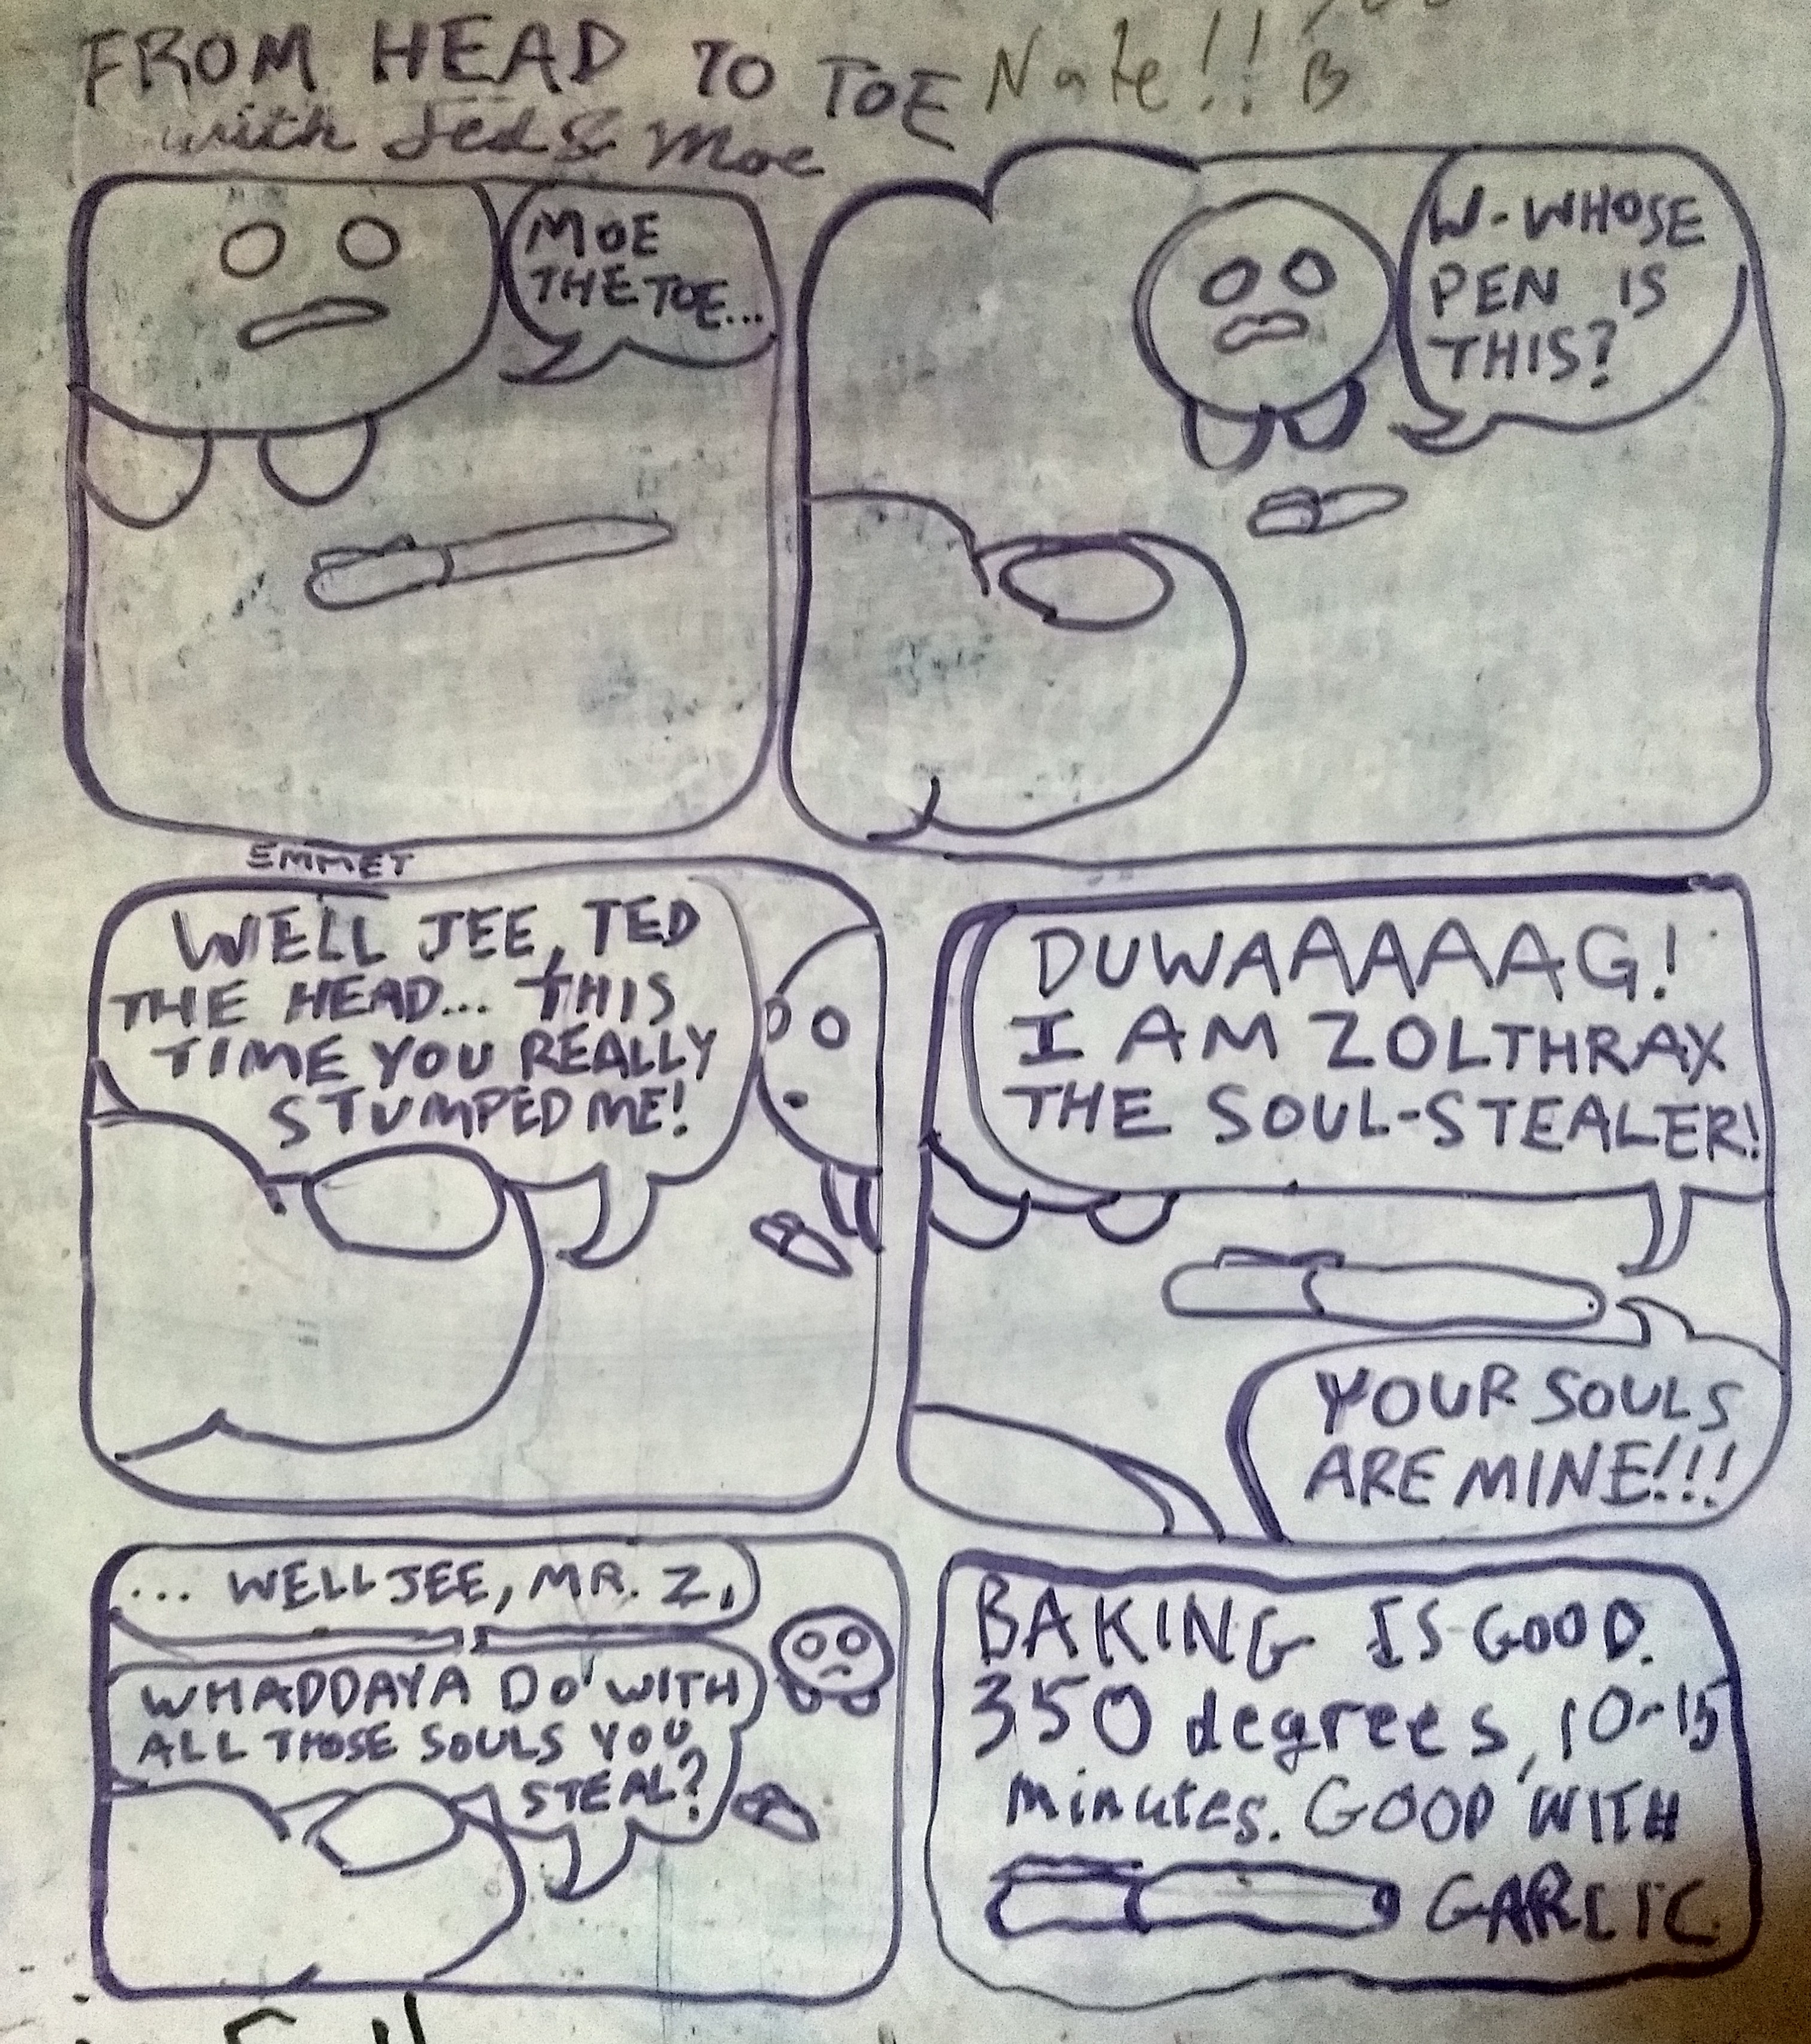 FROM HEAD TO TOE Nate!!
with Ted & Moe
MOE
THE TOE...
W-WHOSE
PEN IS
THIS?
EMMET
WELL JEE, TED
THE HEAD... THIS
TIME YOU REALLY
STUMPED ME!
DUWAAAAAG!
I AM ZOLTHRAX
THE SOUL-STEALER!
YOUR SOULS
ARE MINE!!!
... WELL JEE, MR. Z,
WHADDAYA DO WITH
ALL THOSE SOULS YOU
STEAL?
BAKING IS GOOD.
350 degrees, 10-15
minutes. GOOD WITH
GARLIC